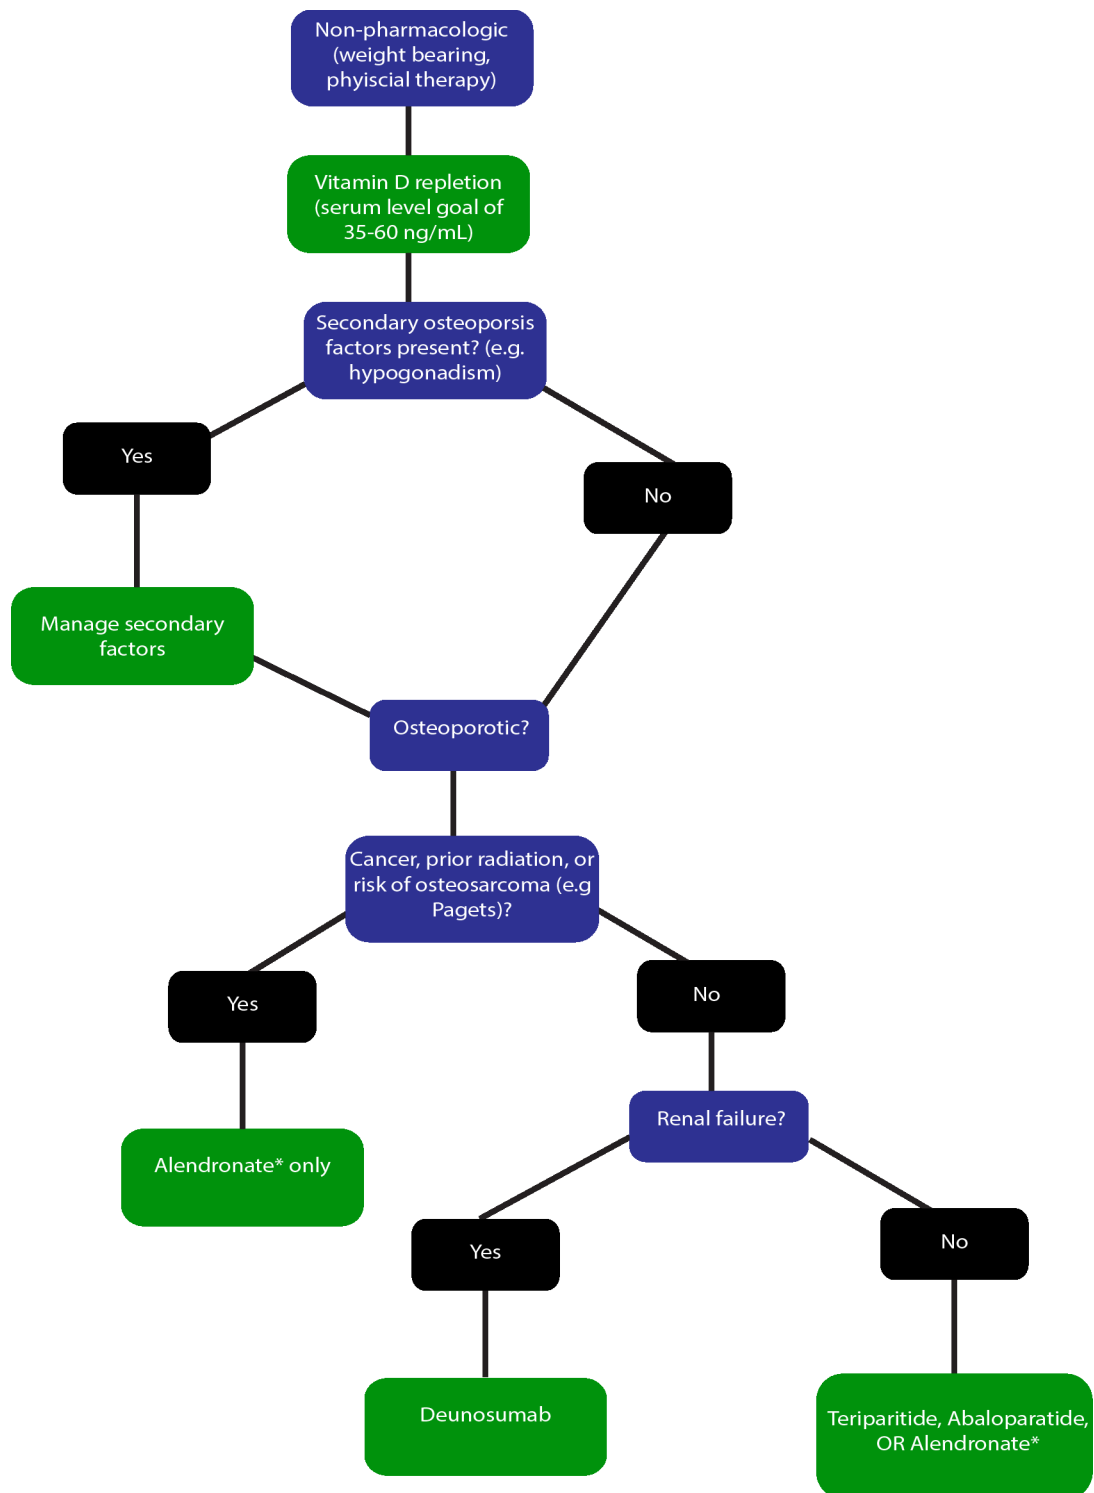 Non-pharmacologic
(weight bearing,
phyiscial therapy)
Vitamin D repletion
(serum level goal of
35-60 ng/mL)
Secondary osteoporsis
factors present? (e.g.
hypogonadism)
Yes
No
Manage secondary
factors
Osteoporotic?
Cancer, prior radiation, or
risk of osteosarcoma (e.g
Pagets)?
Yes
No
Renal failure?
Alendronate* only
Yes
No
Deunosumab
Teriparitide, Abaloparatide,
OR Alendronate*